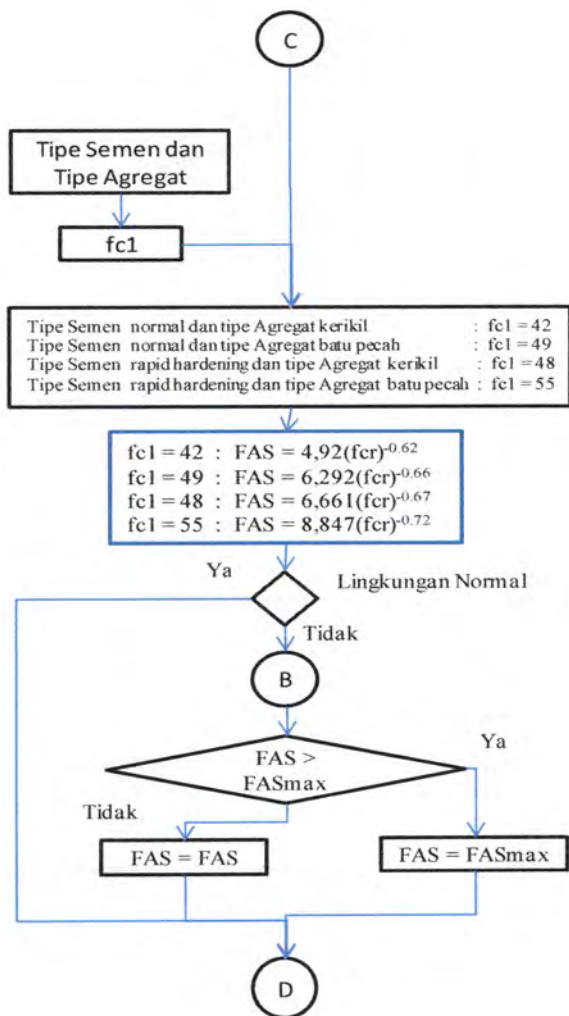 C
Tipe Semen dan
Tipe Agregat
fc1
Tipe Semen normal dan tipe Agregat kerikil : fc1 = 42
Tipe Semen normal dan tipe Agregat batu pecah : fc1 = 49
Tipe Semen rapid hardening dan tipe Agregat kerikil : fc1 = 48
Tipe Semen rapid hardening dan tipe Agregat batu pecah : fc1 = 55
fc1 = 42 : FAS = 4,92(fcr)^-0.62
fc1 = 49 : FAS = 6,292(fcr)^-0.66
fc1 = 48 : FAS = 6,661(fcr)^-0.67
fc1 = 55 : FAS = 8,847(fcr)^-0.72
Ya
Lingkungan Normal
Tidak
B
FAS >
FASmax
Ya
Tidak
FAS = FAS
FAS = FASmax
D